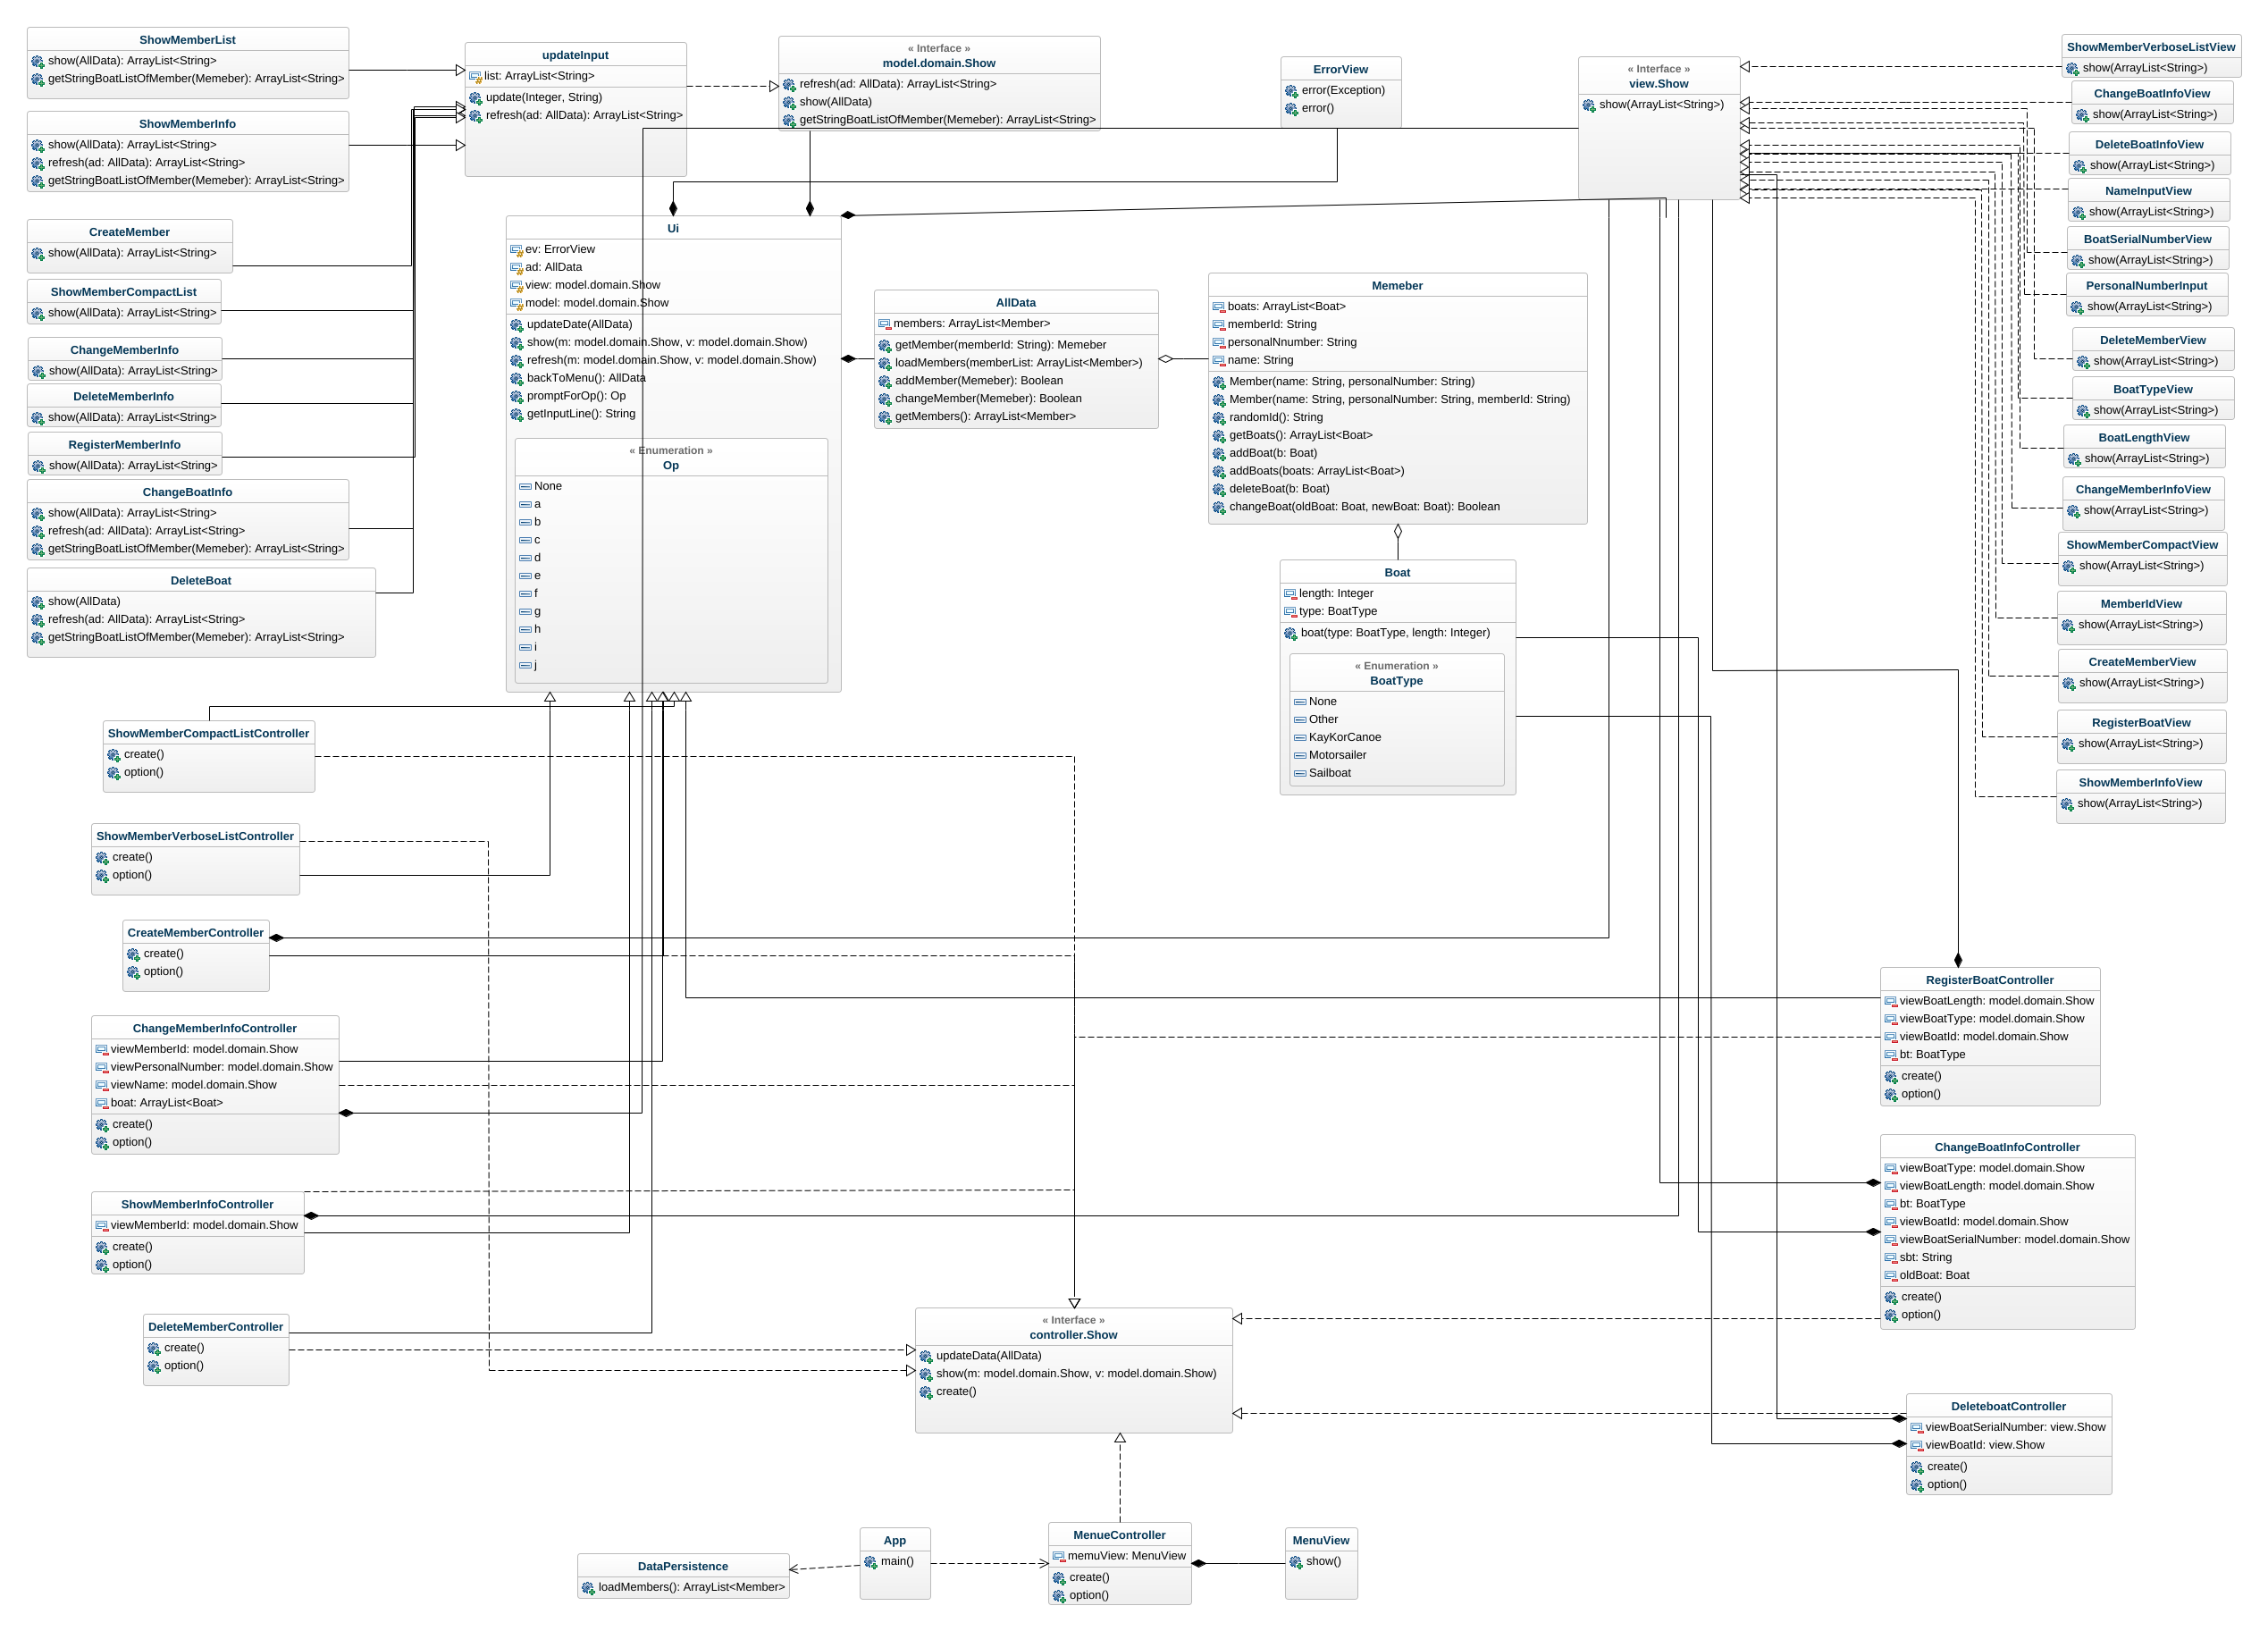 ShowMemberList
show(AllData): ArrayList<String>
getStringBoatListOfMember(Memeber): ArrayList<String>
ShowMemberInfo
show(AllData): ArrayList<String>
refresh(ad: AllData): ArrayList<String>
getStringBoatListOfMember(Memeber): ArrayList<String>
CreateMember
show(AllData): ArrayList<String>
ShowMemberCompactList
show(AllData): ArrayList<String>
ChangeMemberInfo
show(AllData): ArrayList<String>
DeleteMemberInfo
show(AllData): ArrayList<String>
RegisterMemberInfo
show(AllData): ArrayList<String>
ChangeBoatInfo
show(AllData): ArrayList<String>
refresh(ad: AllData): ArrayList<String>
getStringBoatListOfMember(Memeber): ArrayList<String>
DeleteBoat
show(AllData)
refresh(ad: AllData): ArrayList<String>
getStringBoatListOfMember(Memeber): ArrayList<String>
updateInput
list: ArrayList<String>
update(Integer, String)
refresh(ad: AllData): ArrayList<String>
« Interface »
model.domain.Show
refresh(ad: AllData): ArrayList<String>
show(AllData)
getStringBoatListOfMember(Memeber): ArrayList<String>
ErrorView
error(Exception)
error()
« Interface »
view.Show
show(ArrayList<String>)
ShowMemberVerboseListView
show(ArrayList<String>)
ChangeBoatInfoView
show(ArrayList<String>)
DeleteBoatInfoView
show(ArrayList<String>)
NameInputView
show(ArrayList<String>)
BoatSerialNumberView
show(ArrayList<String>)
PersonalNumberInput
show(ArrayList<String>)
DeleteMemberView
show(ArrayList<String>)
BoatTypeView
show(ArrayList<String>)
BoatLengthView
show(ArrayList<String>)
ChangeMemberInfoView
show(ArrayList<String>)
ShowMemberCompactView
show(ArrayList<String>)
MemberIdView
show(ArrayList<String>)
CreateMemberView
show(ArrayList<String>)
RegisterBoatView
show(ArrayList<String>)
ShowMemberInfoView
show(ArrayList<String>)
Ui
ev: ErrorView
ad: AllData
view: model.domain.Show
model: model.domain.Show
updateDate(AllData)
show(m: model.domain.Show, v: model.domain.Show)
refresh(m: model.domain.Show, v: model.domain.Show)
backToMenu(): AllData
promptForOp(): Op
getInputLine(): String
« Enumeration »
Op
None
a
b
c
d
e
f
g
h
i
j
AllData
members: ArrayList<Member>
getMember(memberId: String): Memeber
loadMembers(memberList: ArrayList<Member>)
addMember(Memeber): Boolean
changeMember(Memeber): Boolean
getMembers(): ArrayList<Member>
Memeber
boats: ArrayList<Boat>
memberId: String
personalNnumber: String
name: String
Member(name: String, personalNumber: String)
Member(name: String, personalNumber: String, memberId: String)
randomId(): String
getBoats(): ArrayList<Boat>
addBoat(b: Boat)
addBoats(boats: ArrayList<Boat>)
deleteBoat(b: Boat)
changeBoat(oldBoat: Boat, newBoat: Boat): Boolean
Boat
length: Integer
type: BoatType
boat(type: BoatType, length: Integer)
« Enumeration »
BoatType
None
Other
KayKorCanoe
Motorsailer
Sailboat
ShowMemberCompactListController
create()
option()
ShowMemberVerboseListController
create()
option()
CreateMemberController
create()
option()
ChangeMemberInfoController
viewMemberId: model.domain.Show
viewPersonalNumber: model.domain.Show
viewName: model.domain.Show
boat: ArrayList<Boat>
create()
option()
ShowMemberInfoController
viewMemberId: model.domain.Show
create()
option()
DeleteMemberController
create()
option()
RegisterBoatController
viewBoatLength: model.domain.Show
viewBoatType: model.domain.Show
viewBoatId: model.domain.Show
bt: BoatType
create()
option()
ChangeBoatInfoController
viewBoatType: model.domain.Show
viewBoatLength: model.domain.Show
bt: BoatType
viewBoatId: model.domain.Show
viewBoatSerialNumber: model.domain.Show
sbt: String
oldBoat: Boat
create()
option()
« Interface »
controller.Show
updateData(AllData)
show(m: model.domain.Show, v: model.domain.Show)
create()
DeleteboatController
viewBoatSerialNumber: view.Show
viewBoatId: view.Show
create()
option()
DataPersistence
loadMembers(): ArrayList<Member>
App
main()
MenueController
memuView: MenuView
create()
option()
MenuView
show()